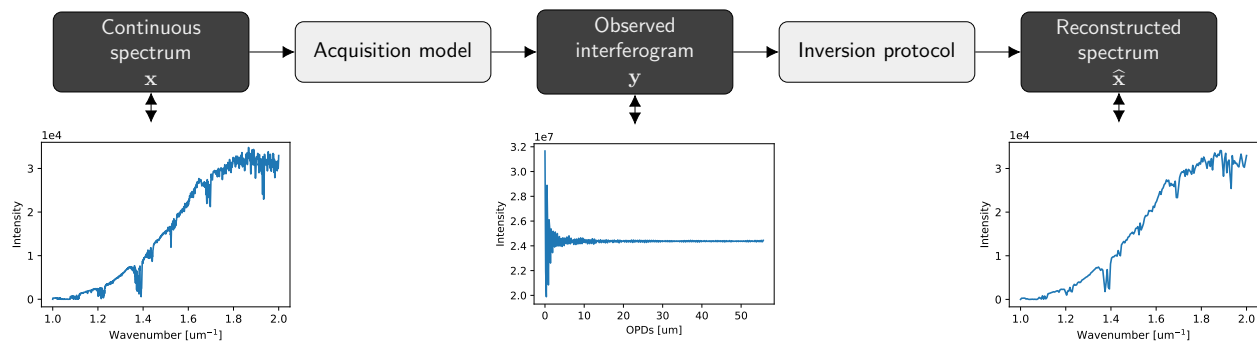 Continuous
spectrum
x
Acquisition model
Observed
interferogram
y
Inversion protocol
Reconstructed
spectrum
x̂
1e4
3
2
1
0
Intensity
1.0 1.2 1.4 1.6 1.8 2.0
Wavenumber [um⁻¹]
1e7
3.2
3.0
2.8
2.6
2.4
2.2
2.0
Intensity
0 10 20 30 40 50
OPDs [um]
1e4
3
2
1
0
Intensity
1.0 1.2 1.4 1.6 1.8 2.0
Wavenumber [um⁻¹]